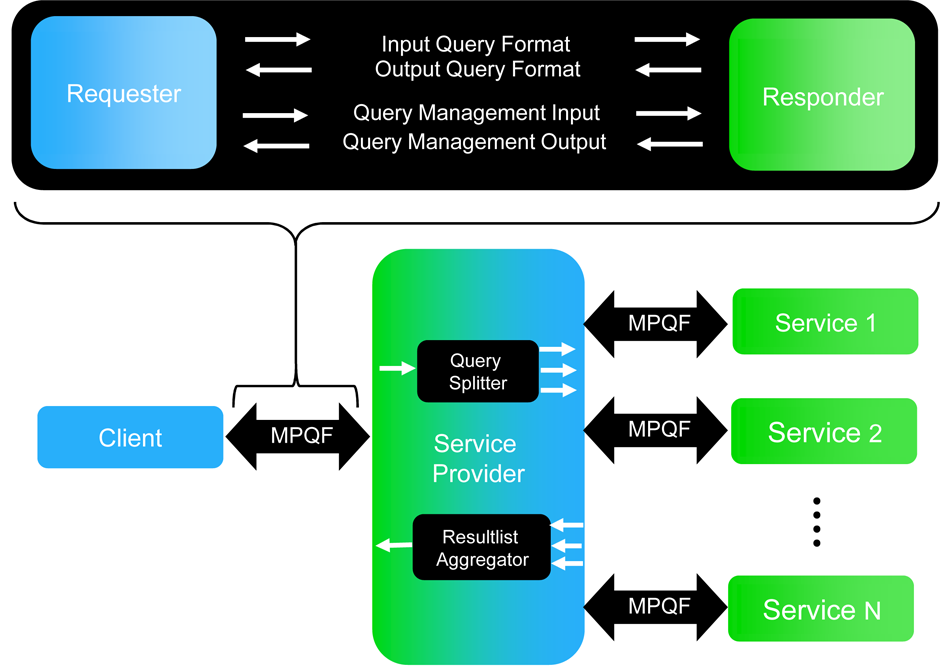 Requester
Input Query Format
Output Query Format
Query Management Input
Query Management Output
Responder
Client
MPQF
Query
Splitter
Service
Provider
Resultlist
Aggregator
MPQF
Service 1
MPQF
Service 2
MPQF
Service N